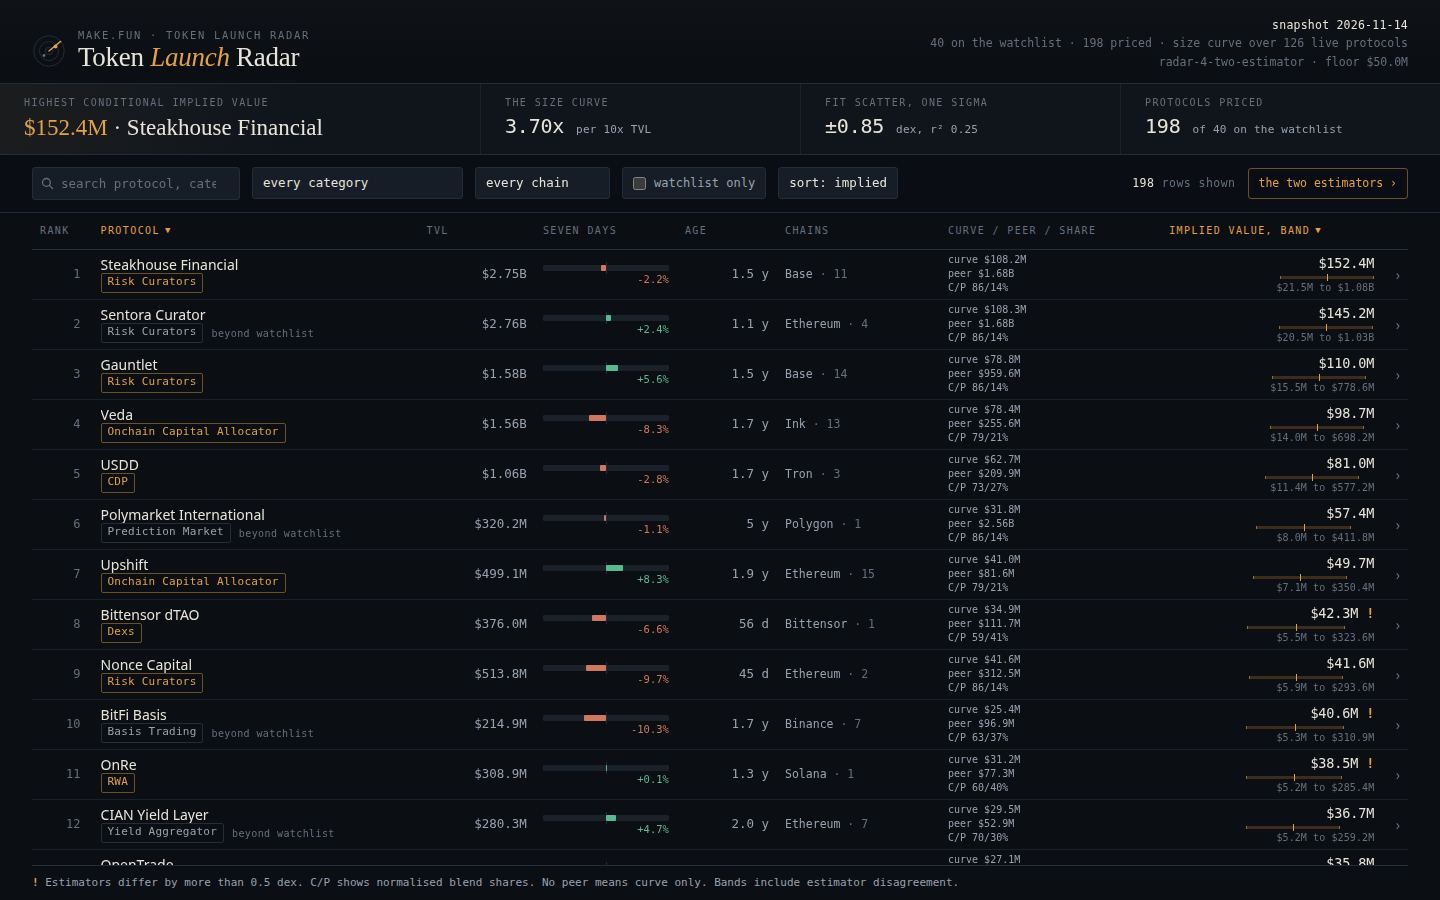 MAKE.FUN · TOKEN LAUNCH RADAR
Token Launch Radar
snapshot 2026-11-14
40 on the watchlist · 198 priced · size curve over 126 live protocols
radar-4-two-estimator · floor $50.0M
HIGHEST CONDITIONAL IMPLIED VALUE
$152.4M · Steakhouse Financial
THE SIZE CURVE
3.70x per 10x TVL
FIT SCATTER, ONE SIGMA
±0.85 dex, r² 0.25
PROTOCOLS PRICED
198 of 40 on the watchlist
search protocol, cate
every category
every chain
watchlist only
sort: implied
198 rows shown
the two estimators ›
RANK PROTOCOL ▼ TVL SEVEN DAYS AGE CHAINS CURVE / PEER / SHARE IMPLIED VALUE, BAND ▼
1 Steakhouse Financial $2.75B -2.2% 1.5 y Base · 11 curve $108.2M $152.4M ›
Risk Curators peer $1.68B
C/P 86/14% $21.5M to $1.08B
2 Sentora Curator $2.76B +2.4% 1.1 y Ethereum · 4 curve $108.3M $145.2M ›
Risk Curators beyond watchlist peer $1.68B
C/P 86/14% $20.5M to $1.03B
3 Gauntlet $1.58B +5.6% 1.5 y Base · 14 curve $78.8M $110.0M ›
Risk Curators peer $959.6M
C/P 86/14% $15.5M to $778.6M
4 Veda $1.56B -8.3% 1.7 y Ink · 13 curve $78.4M $98.7M ›
Onchain Capital Allocator peer $255.6M
C/P 79/21% $14.0M to $698.2M
5 USDD $1.06B -2.8% 1.7 y Tron · 3 curve $62.7M $81.0M ›
CDP peer $209.9M
C/P 73/27% $11.4M to $577.2M
6 Polymarket International $320.2M -1.1% 5 y Polygon · 1 curve $31.8M $57.4M ›
Prediction Market beyond watchlist peer $2.56B
C/P 86/14% $8.0M to $411.8M
7 Upshift $499.1M +8.3% 1.9 y Ethereum · 15 curve $41.0M $49.7M ›
Onchain Capital Allocator peer $81.6M
C/P 79/21% $7.1M to $350.4M
8 Bittensor dTAO $376.0M -6.6% 56 d Bittensor · 1 curve $34.9M $42.3M ! ›
Dexs peer $111.7M
C/P 59/41% $5.5M to $323.6M
9 Nonce Capital $513.8M -9.7% 45 d Ethereum · 2 curve $41.6M $41.6M ›
Risk Curators peer $312.5M
C/P 86/14% $5.9M to $293.6M
10 BitFi Basis $214.9M -10.3% 1.7 y Binance · 7 curve $25.4M $40.6M ! ›
Basis Trading beyond watchlist peer $96.9M
C/P 63/37% $5.3M to $310.9M
11 OnRe $308.9M +0.1% 1.3 y Solana · 1 curve $31.2M $38.5M ! ›
RWA peer $77.3M
C/P 60/40% $5.2M to $285.4M
12 CIAN Yield Layer $280.3M +4.7% 2.0 y Ethereum · 7 curve $29.5M $36.7M ›
Yield Aggregator beyond watchlist peer $52.9M
C/P 70/30% $5.2M to $259.2M
OpenTrade curve $27.1M $35.8M
! Estimators differ by more than 0.5 dex. C/P shows normalised blend shares. No peer means curve only. Bands include estimator disagreement.